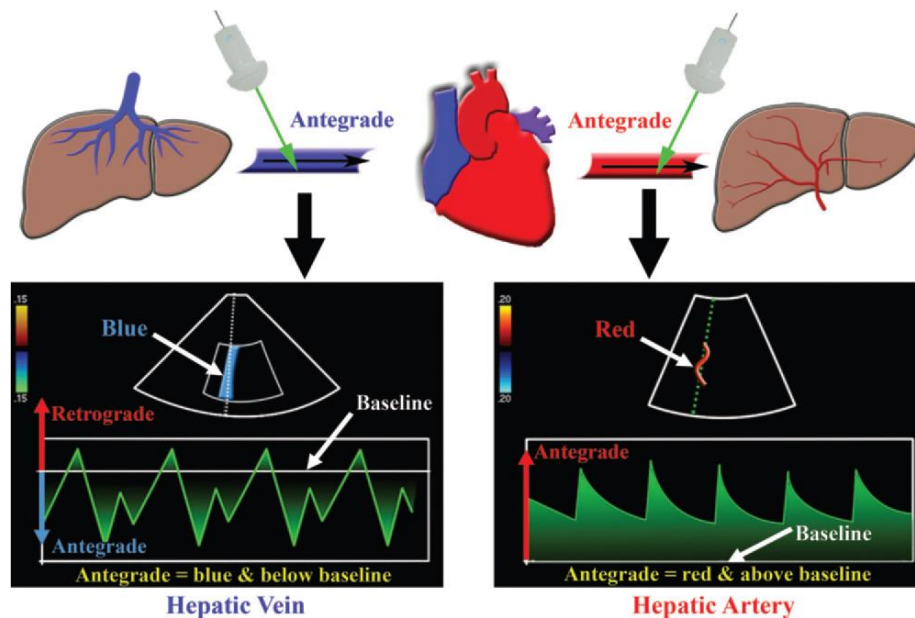 Antegrade
Antegrade
.15
.15
Blue
Retrograde
Baseline
Antegrade
Antegrade = blue & below baseline
Hepatic Vein
.20
.20
Red
Antegrade
Baseline
Antegrade = red & above baseline
Hepatic Artery